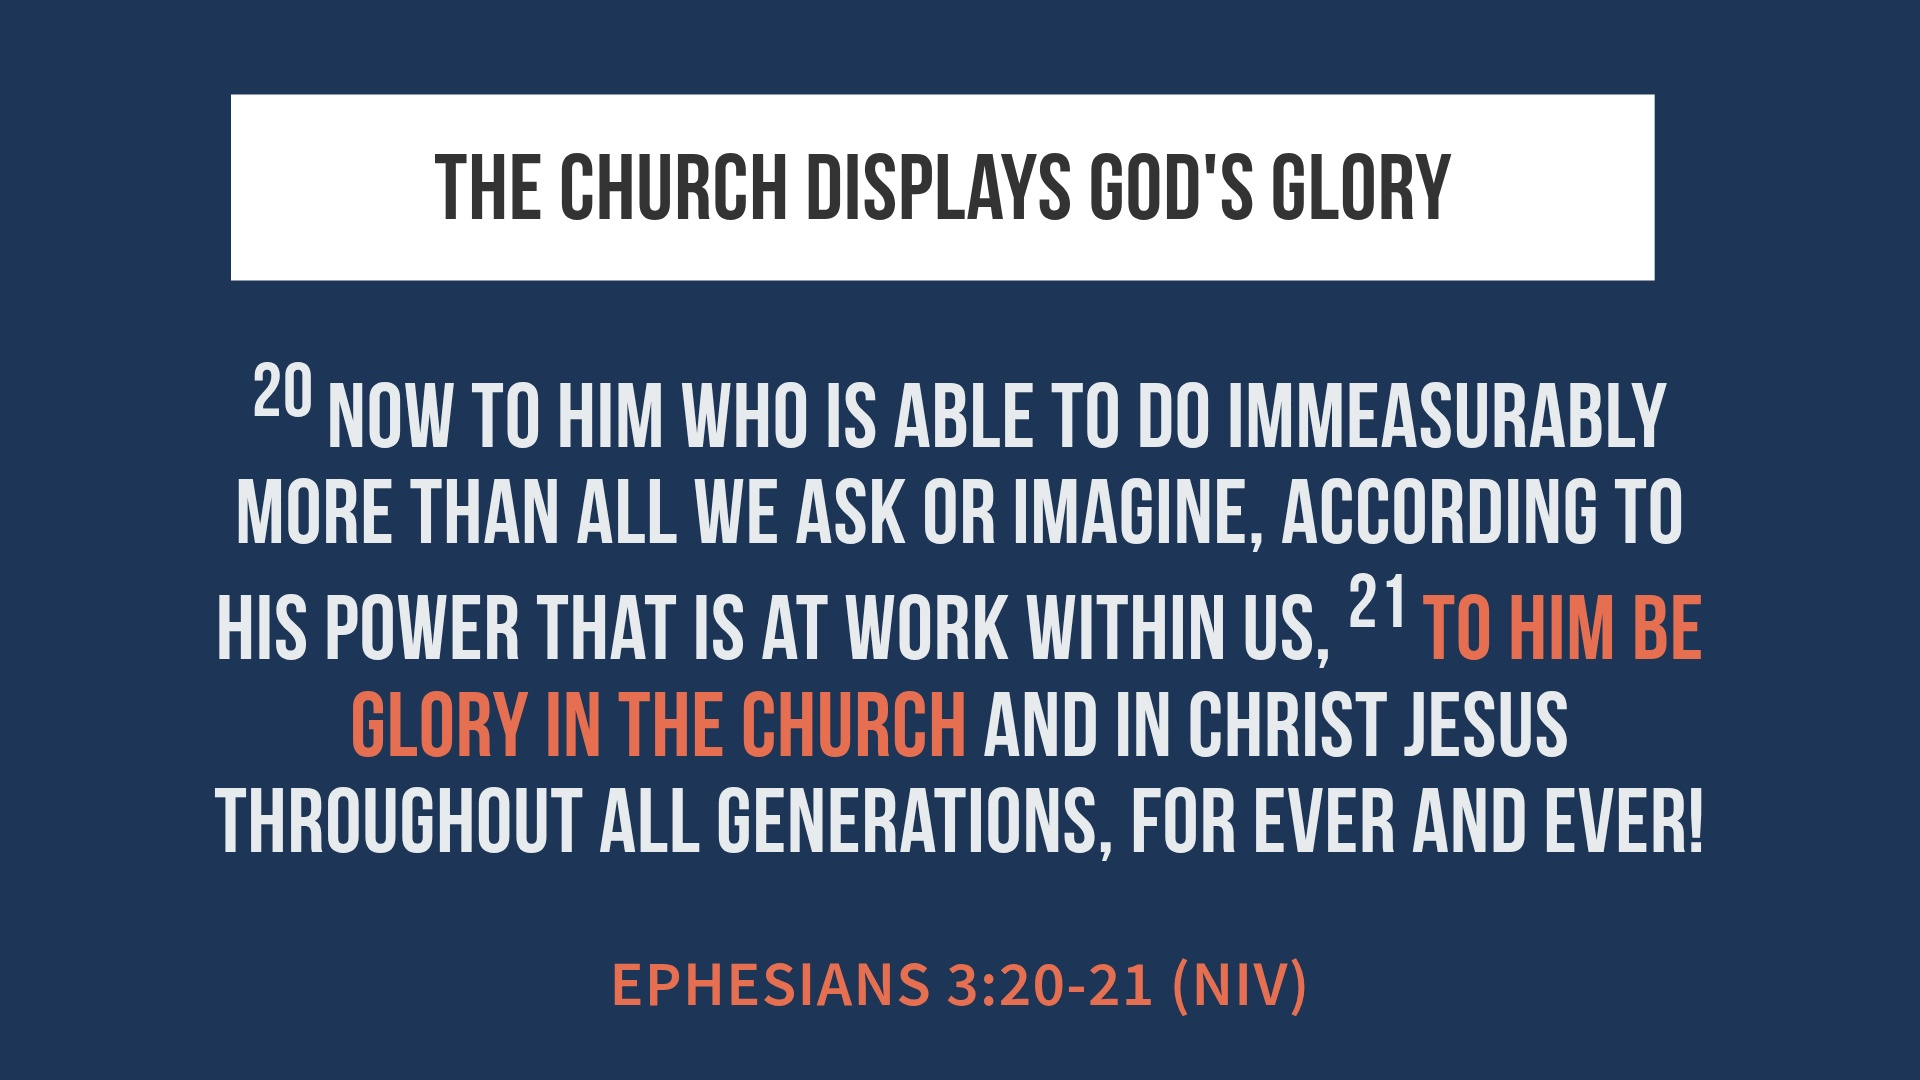 THE CHURCH DISPLAYS GOD'S GLORY
20 NOW TO HIM WHO IS ABLE TO DO IMMEASURABLY
MORE THAN ALL WE ASK OR IMAGINE, ACCORDING TO
HIS POWER THAT IS AT WORK WITHIN US, 21 TO HIM BE
GLORY IN THE CHURCH AND IN CHRIST JESUS
THROUGHOUT ALL GENERATIONS, FOR EVER AND EVER!
EPHESIANS 3:20-21 (NIV)